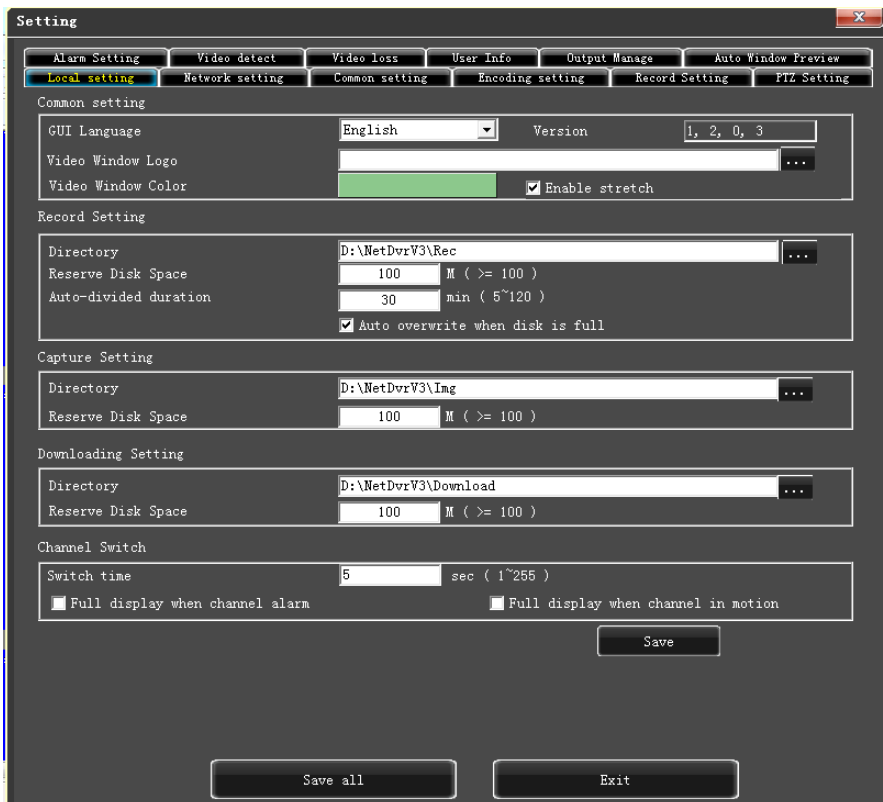 Setting
Alarm Setting Video detect Video loss User Info Output Manage Auto Window Preview
Local setting Network setting Common setting Encoding setting Record Setting PTZ Setting
Common setting
GUI Language English Version 1, 2, 0, 3
Video Window Logo ...
Video Window Color Enable stretch
Record Setting
Directory D:\NetDvrV3\Rec ...
Reserve Disk Space 100 M ( >= 100 )
Auto-divided duration 30 min ( 5~120 )
Auto overwrite when disk is full
Capture Setting
Directory D:\NetDvrV3\Img ...
Reserve Disk Space 100 M ( >= 100 )
Downloading Setting
Directory D:\NetDvrV3\Download ...
Reserve Disk Space 100 M ( >= 100 )
Channel Switch
Switch time 5 sec ( 1~255 )
Full display when channel alarm Full display when channel in motion
Save
Save all Exit